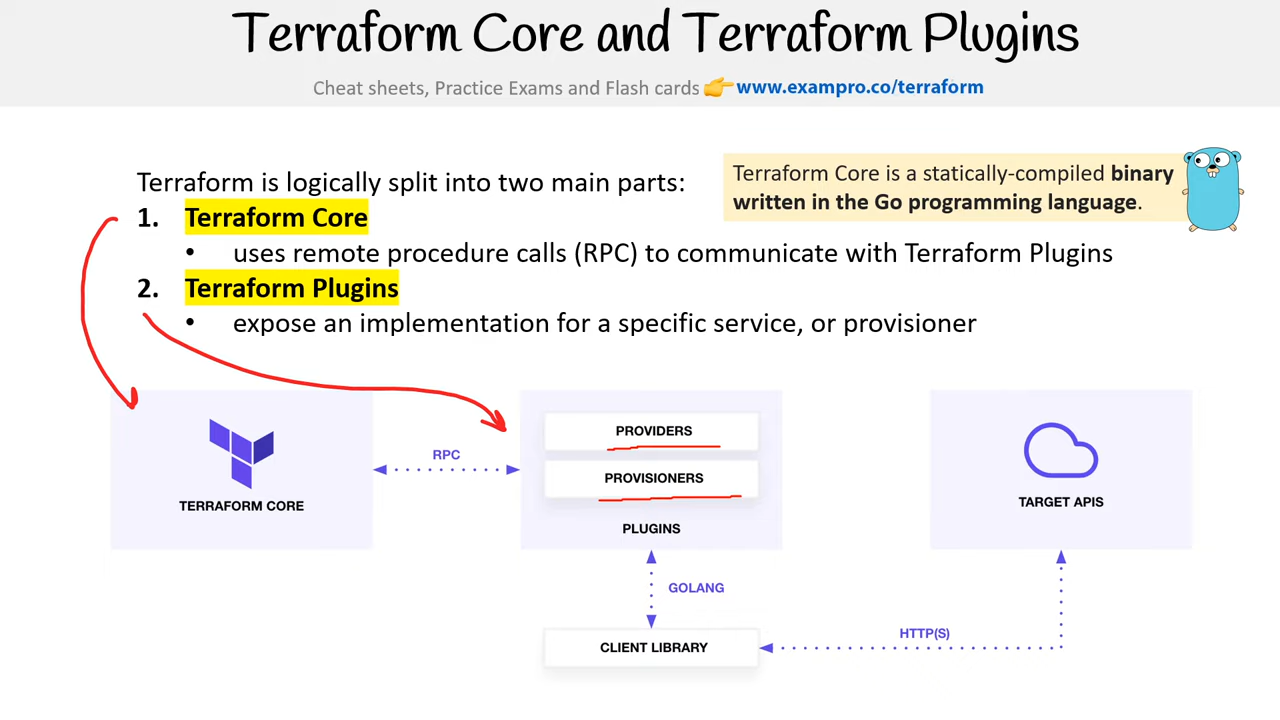 Terraform Core and Terraform Plugins
Cheat sheets, Practice Exams and Flash cards 👉 www.exampro.co/terraform
Terraform is logically split into two main parts:
1. Terraform Core
• uses remote procedure calls (RPC) to communicate with Terraform Plugins
2. Terraform Plugins
• expose an implementation for a specific service, or provisioner
Terraform Core is a statically-compiled binary
written in the Go programming language.
TERRAFORM CORE
RPC
PROVIDERS
PROVISIONERS
PLUGINS
TARGET APIS
GOLANG
CLIENT LIBRARY
HTTP(S)